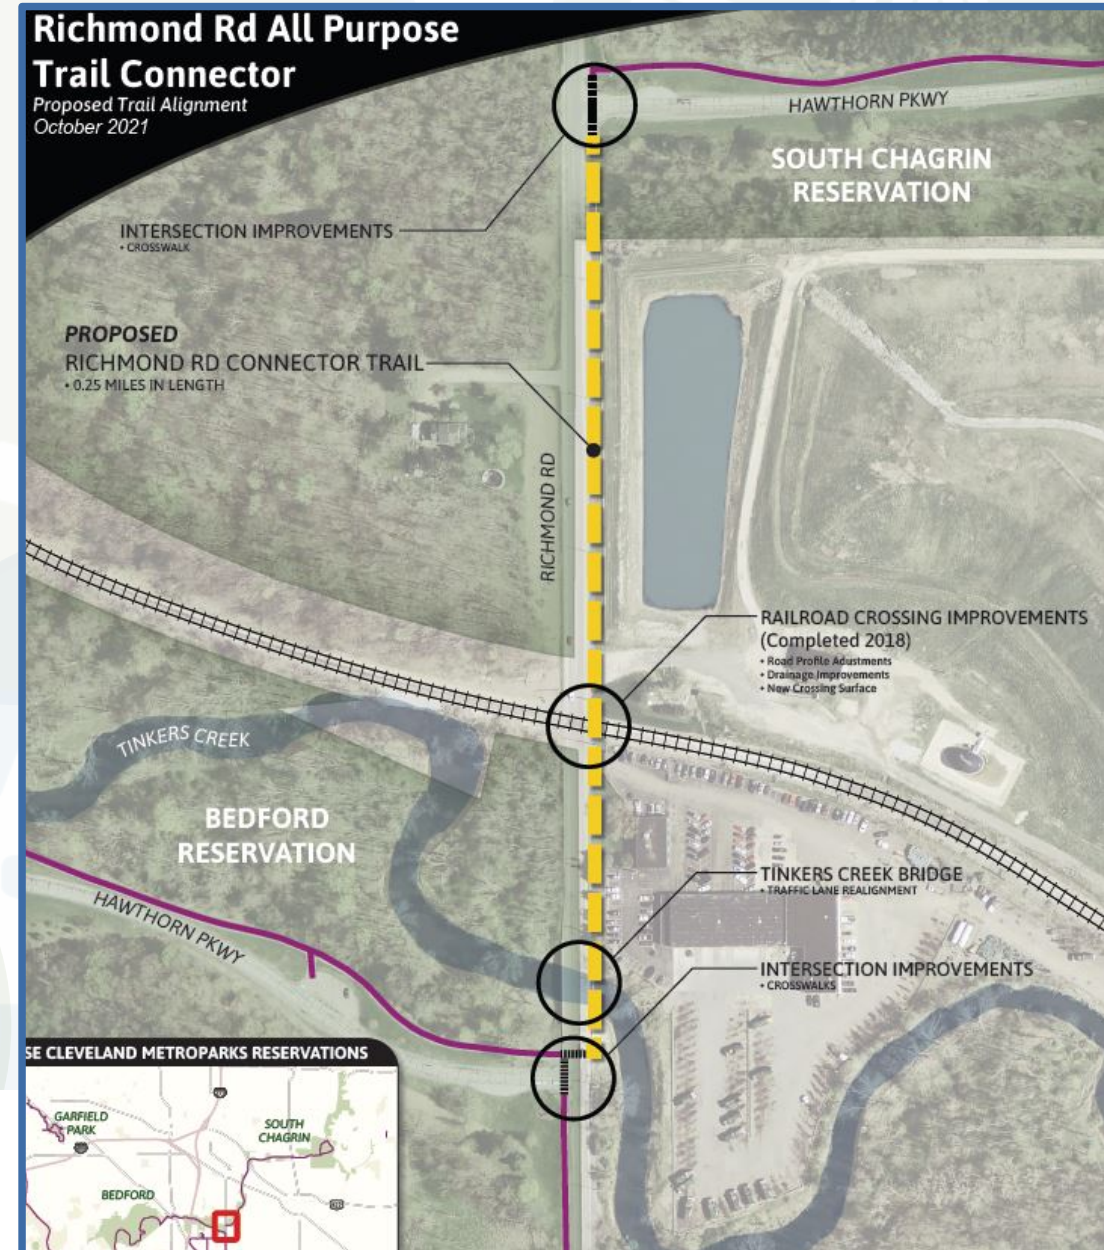 Richmond Rd All Purpose
Trail Connector
Proposed Trail Alignment
October 2021
HAWTHORN PKWY
SOUTH CHAGRIN
RESERVATION
INTERSECTION IMPROVEMENTS
• CROSSWALK
PROPOSED
RICHMOND RD CONNECTOR TRAIL
• 0.25 MILES IN LENGTH
RICHMOND RD
RAILROAD CROSSING IMPROVEMENTS
(Completed 2018)
• Road Profile Adustments
• Drainage Improvements
• New Crossing Surface
TINKERS CREEK
BEDFORD
RESERVATION
TINKERS CREEK BRIDGE
• TRAFFIC LANE REALIGNMENT
HAWTHORN PKWY
INTERSECTION IMPROVEMENTS
• CROSSWALKS
SE CLEVELAND METROPARKS RESERVATIONS
GARFIELD
PARK
SOUTH
CHAGRIN
BEDFORD